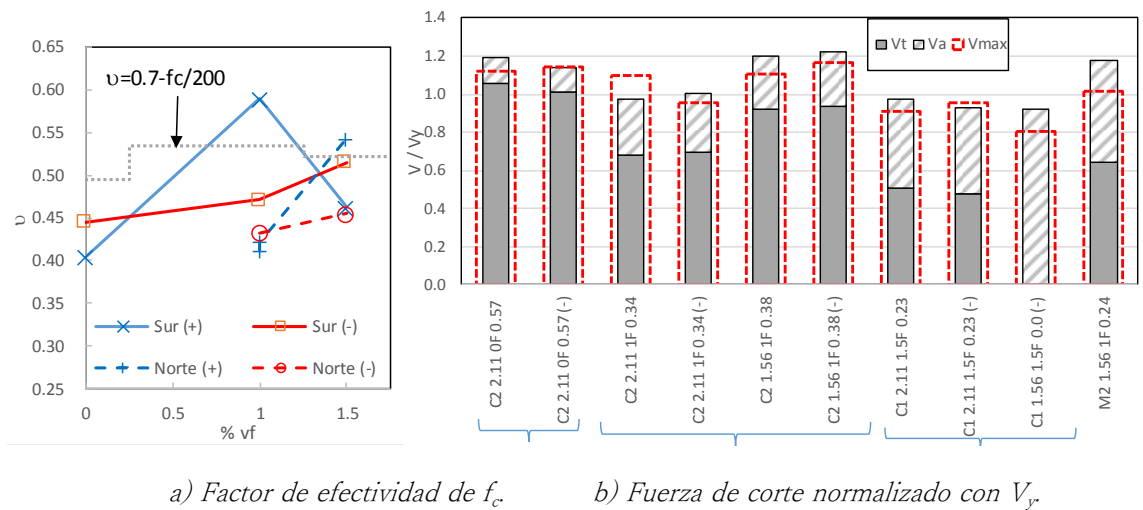 0.65
0.60
0.55
0.50
0.45
0.40
0.35
0.30
0.25
υ
υ=0.7-fc/200
Sur (+)
Sur (-)
Norte (+)
Norte (-)
0
0.5
1
1.5
% vf
1.4
1.2
1.0
0.8
0.6
0.4
0.2
0.0
V / Vy
Vt
Va
Vmax
C2 2.11 0F 0.57
C2 2.11 0F 0.57 (-)
C2 2.11 1F 0.34
C2 2.11 1F 0.34 (-)
C2 1.56 1F 0.38
C2 1.56 1F 0.38 (-)
C1 2.11 1.5F 0.23
C1 2.11 1.5F 0.23 (-)
C1 1.56 1.5F 0.0 (-)
M2 1.56 1F 0.24
a) Factor de efectividad de fc.
b) Fuerza de corte normalizado con Vy.